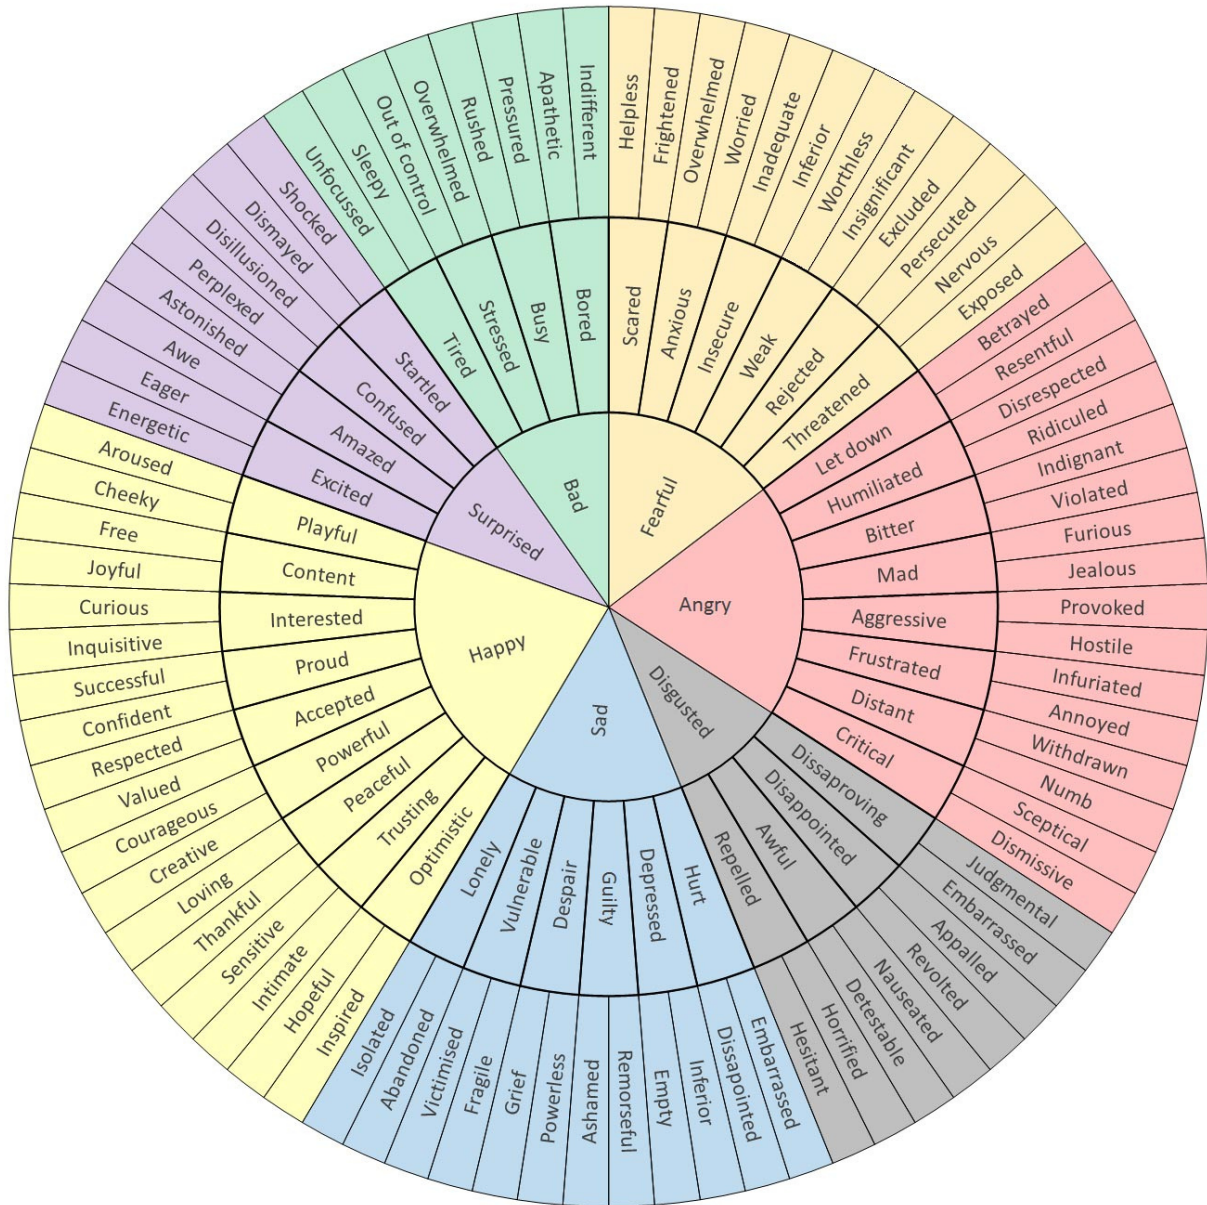 Fearful
Angry
Disgusted
Sad
Happy
Surprised
Bad
Scared
Anxious
Insecure
Weak
Rejected
Threatened
Let down
Humiliated
Bitter
Mad
Aggressive
Frustrated
Distant
Critical
Dissaproving
Disappointed
Awful
Repelled
Hurt
Depressed
Guilty
Despair
Vulnerable
Lonely
Optimistic
Trusting
Peaceful
Powerful
Accepted
Proud
Interested
Content
Playful
Excited
Amazed
Confused
Startled
Tired
Stressed
Busy
Bored
Helpless
Frightened
Overwhelmed
Worried
Inadequate
Inferior
Worthless
Insignificant
Excluded
Persecuted
Nervous
Exposed
Betrayed
Resentful
Disrespected
Ridiculed
Indignant
Violated
Furious
Jealous
Provoked
Hostile
Infuriated
Annoyed
Withdrawn
Numb
Sceptical
Dismissive
Judgmental
Embarrassed
Appalled
Revolted
Nauseated
Detestable
Horrified
Hesitant
Embarrassed
Dissapointed
Inferior
Empty
Remorseful
Ashamed
Powerless
Grief
Fragile
Victimised
Abandoned
Isolated
Inspired
Hopeful
Intimate
Sensitive
Thankful
Loving
Creative
Courageous
Valued
Respected
Confident
Successful
Inquisitive
Curious
Joyful
Free
Cheeky
Aroused
Energetic
Eager
Awe
Astonished
Perplexed
Disillusioned
Dismayed
Shocked
Unfocussed
Sleepy
Out of control
Overwhelmed
Rushed
Pressured
Apathetic
Indifferent